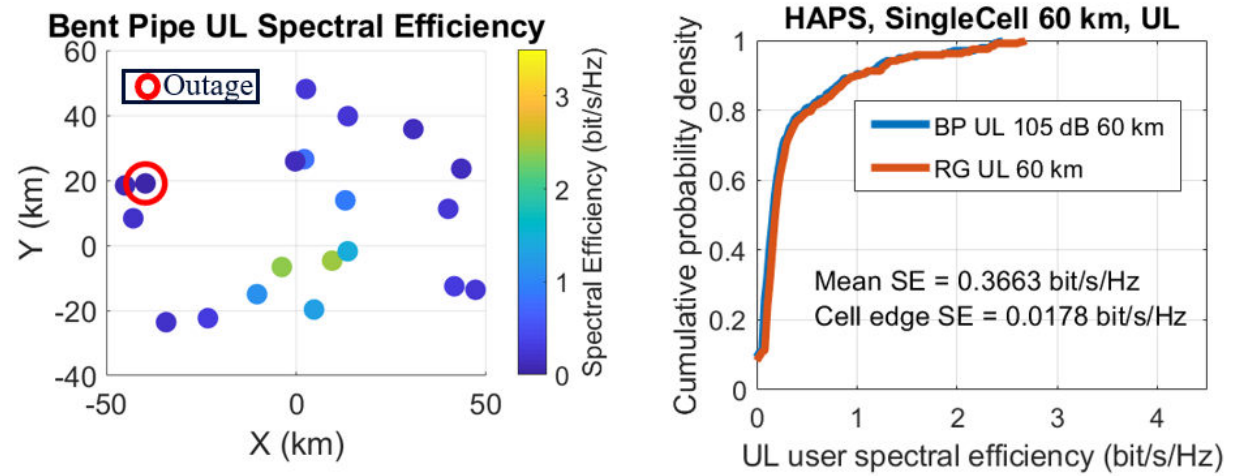 Bent Pipe UL Spectral Efficiency
60
40
20
0
-20
-40
-50
0
50
Y (km)
X (km)
Outage
3
2
1
0
Spectral Efficiency (bit/s/Hz)
HAPS, SingleCell 60 km, UL
1
0.8
0.6
0.4
0.2
0
0
1
2
3
4
Cumulative probability density
BP UL 105 dB 60 km
RG UL 60 km
Mean SE = 0.3663 bit/s/Hz
Cell edge SE = 0.0178 bit/s/Hz
UL user spectral efficiency (bit/s/Hz)